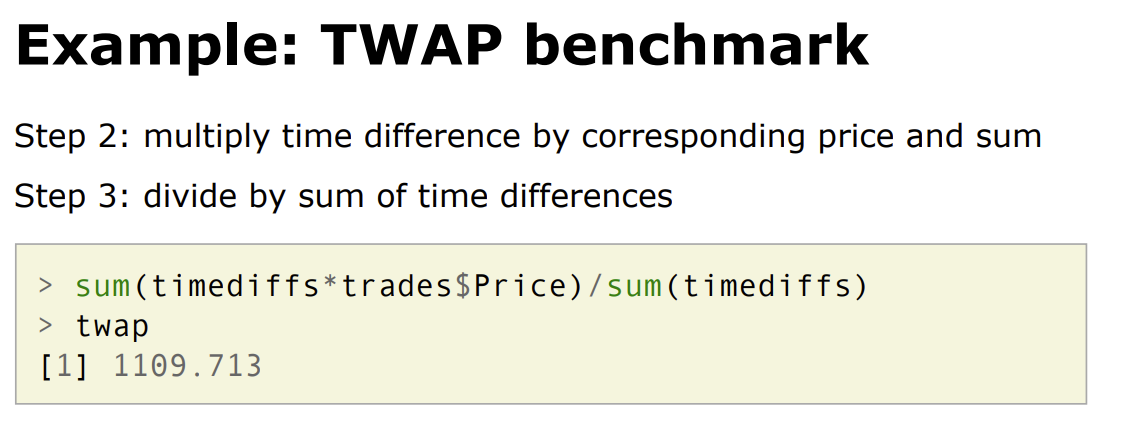 Example: TWAP benchmark
Step 2: multiply time difference by corresponding price and sum
Step 3: divide by sum of time differences
> sum(timediffs*trades$Price)/sum(timediffs)
> twap
[1] 1109.713